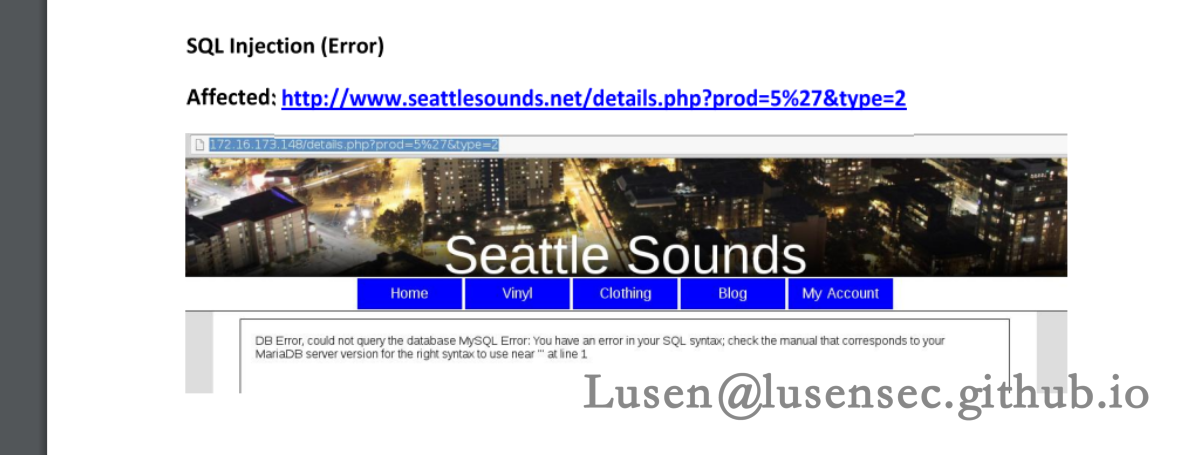 SQL Injection (Error)
Affected: http://www.seattlesounds.net/details.php?prod=5%27&type=2
172.16.173.148/details.php?prod=5%27&type=2
Seattle Sounds
Home Vinyl Clothing Blog My Account
DB Error, could not query the database MySQL Error: You have an error in your SQL syntax; check the manual that corresponds to your
MariaDB server version for the right syntax to use near ''' at line 1
Lusen@lusensec.github.io